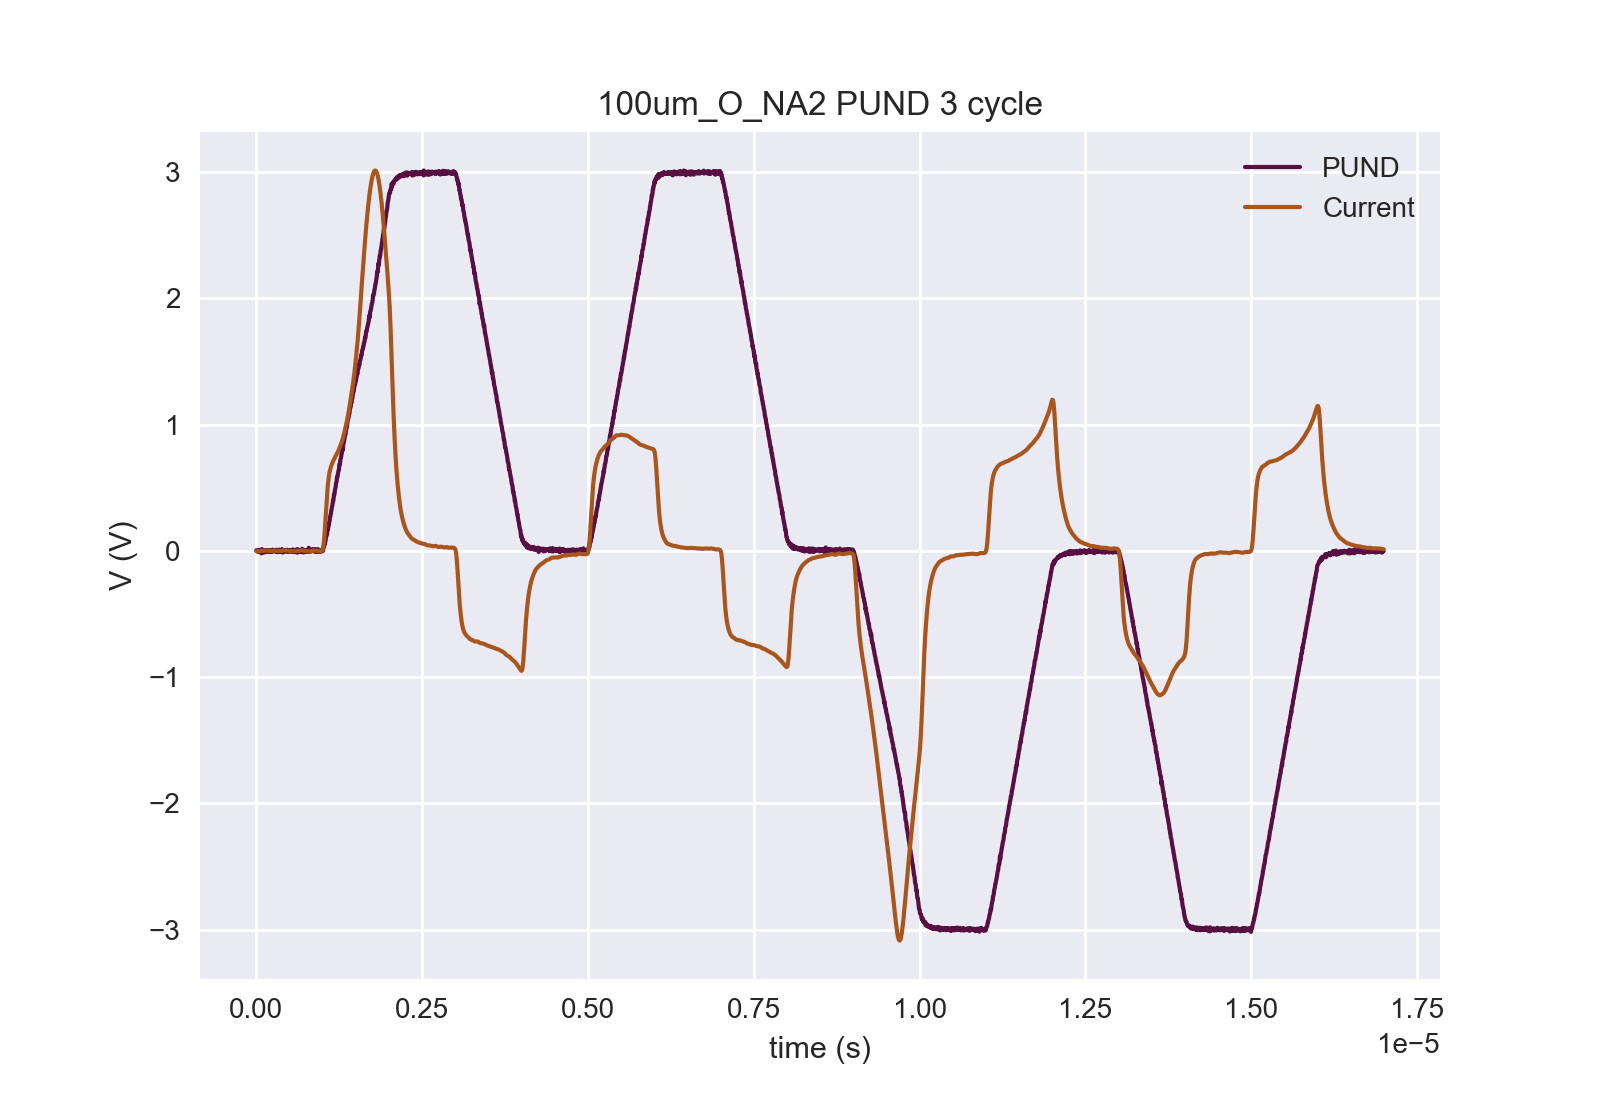 100um_O_NA2 PUND 3 cycle
PUND
Current
V (V)
3
2
1
0
−1
−2
−3
0.00 0.25 0.50 0.75 1.00 1.25 1.50 1.75
1e−5
time (s)